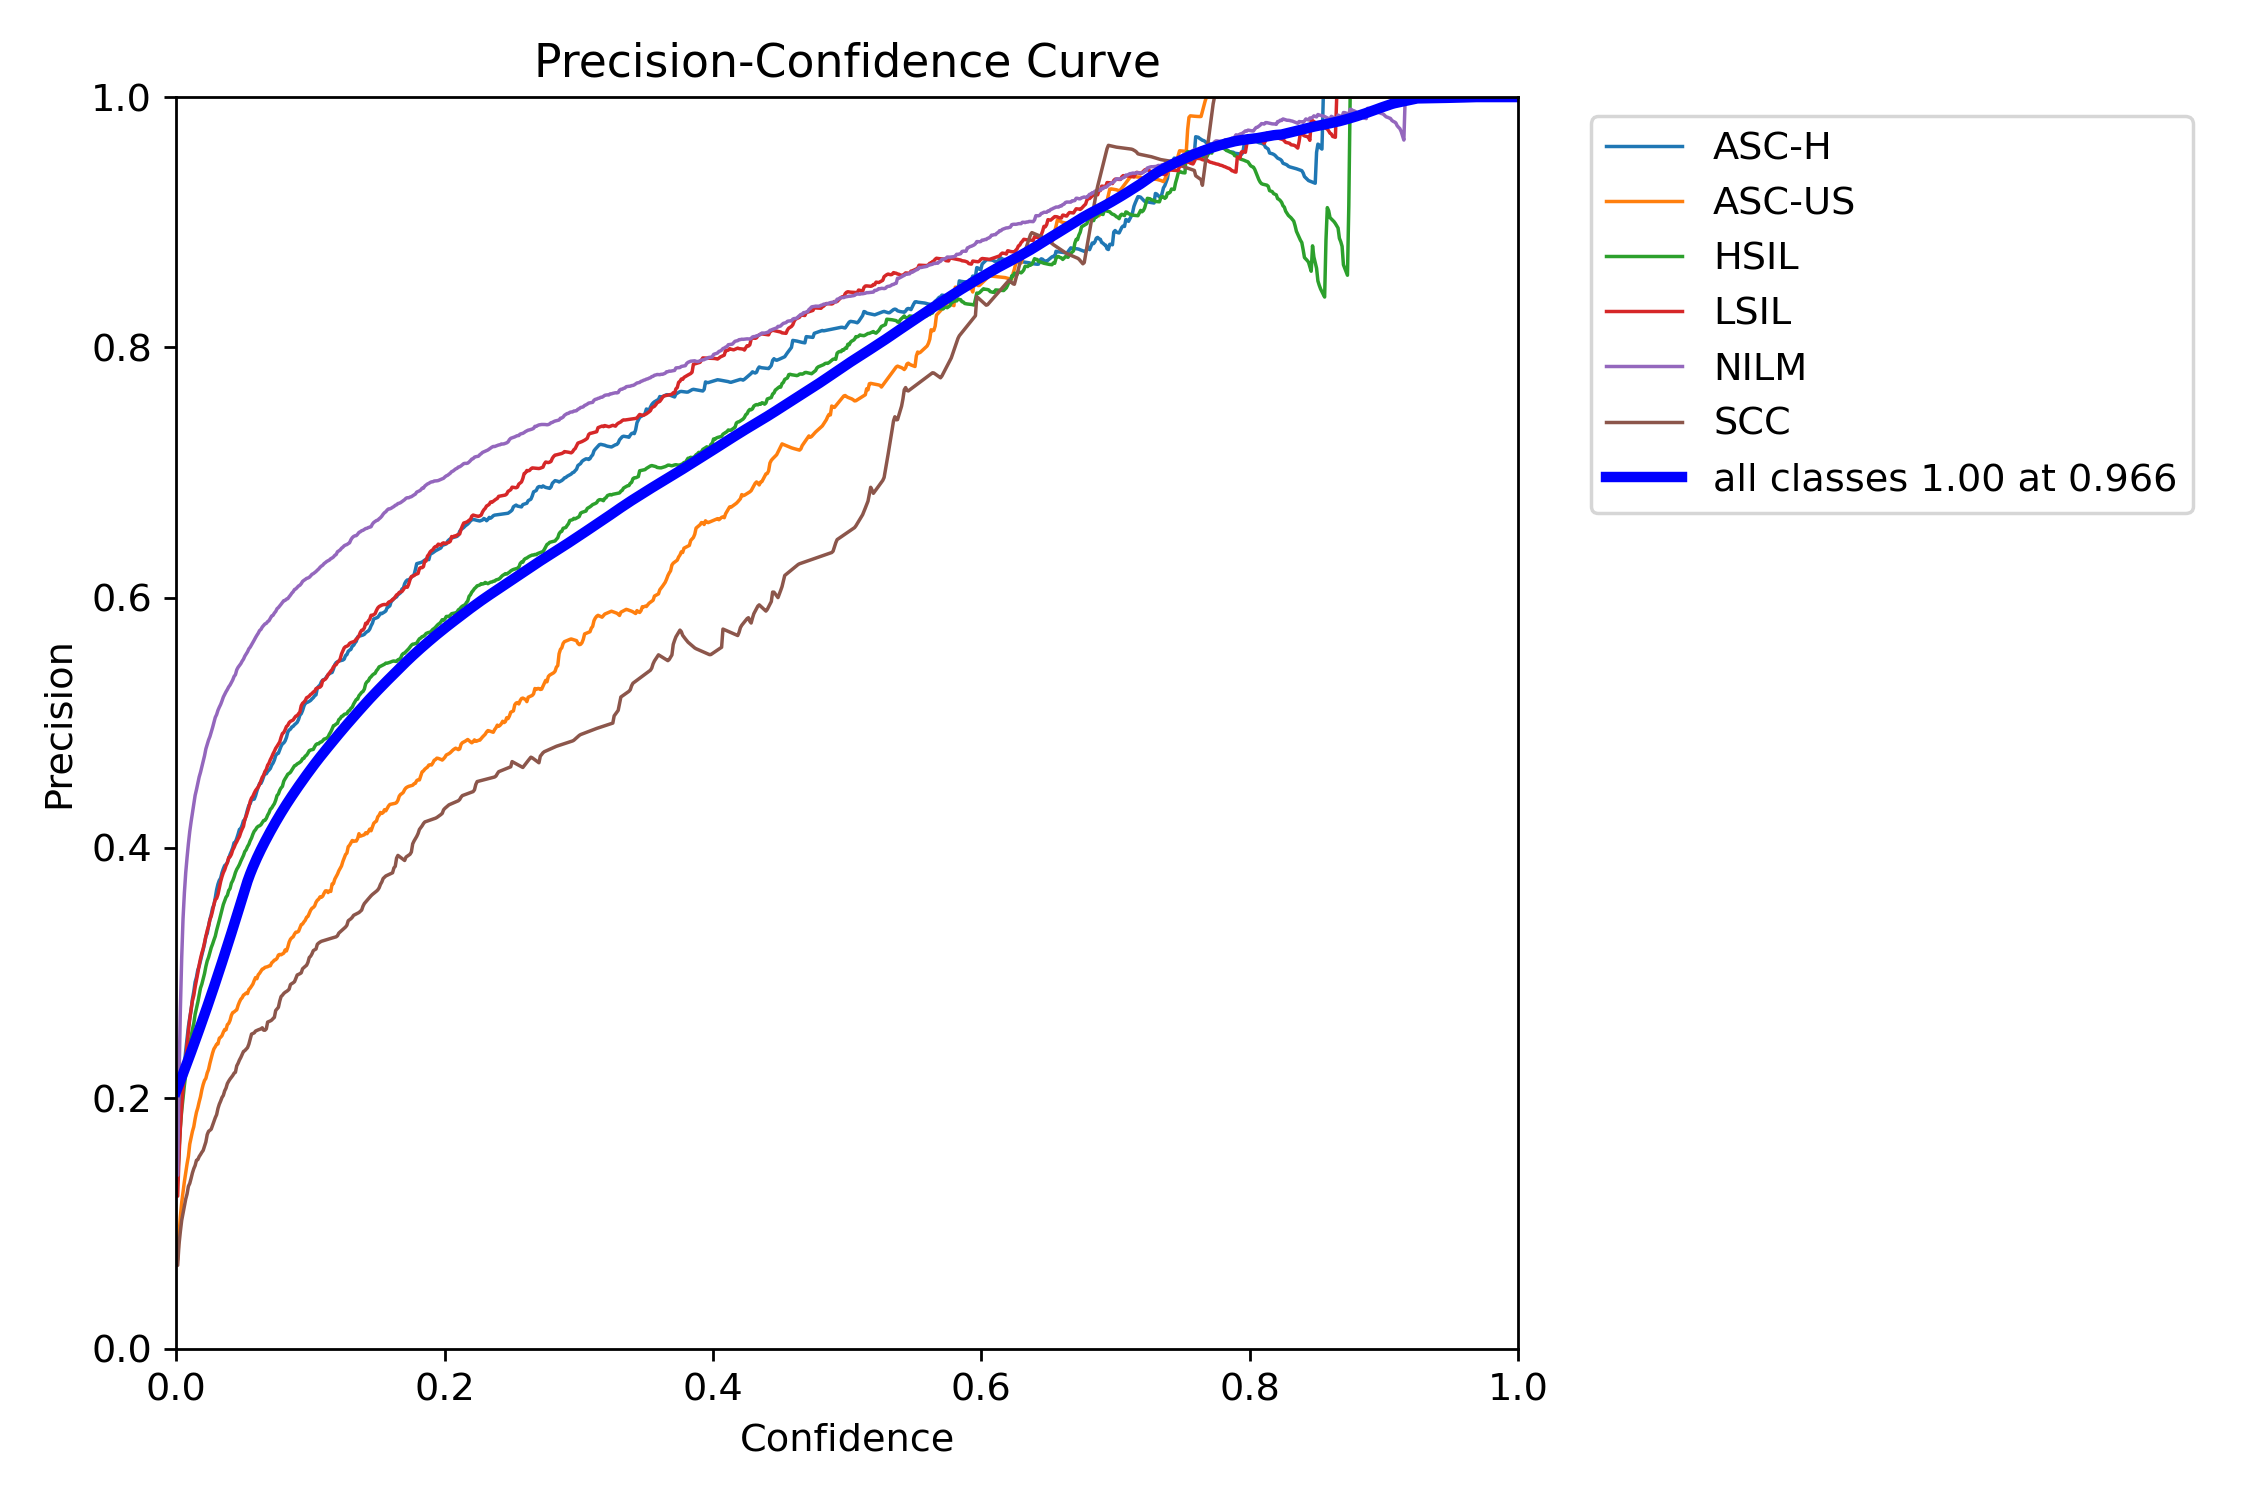 Precision-Confidence Curve
1.0
0.8
0.6
0.4
0.2
0.0
Precision
0.0 0.2 0.4 0.6 0.8 1.0
Confidence
ASC-H
ASC-US
HSIL
LSIL
NILM
SCC
all classes 1.00 at 0.966